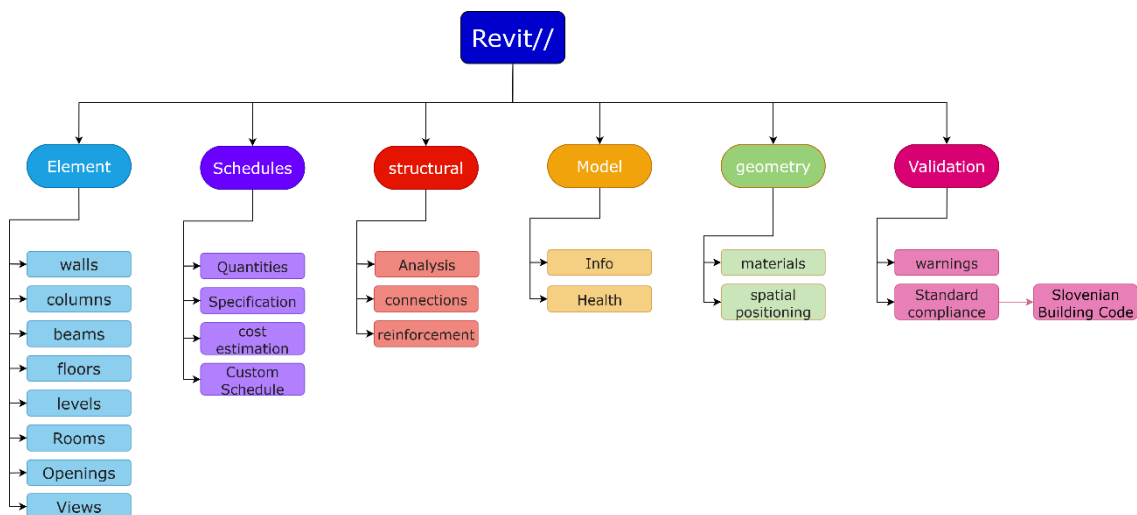 Revit//
Element
Schedules
structural
Model
geometry
Validation
walls
columns
beams
floors
levels
Rooms
Openings
Views
Quantities
Specification
cost
estimation
Custom
Schedule
Analysis
connections
reinforcement
Info
Health
materials
spatial
positioning
warnings
Standard
compliance
Slovenian
Building Code